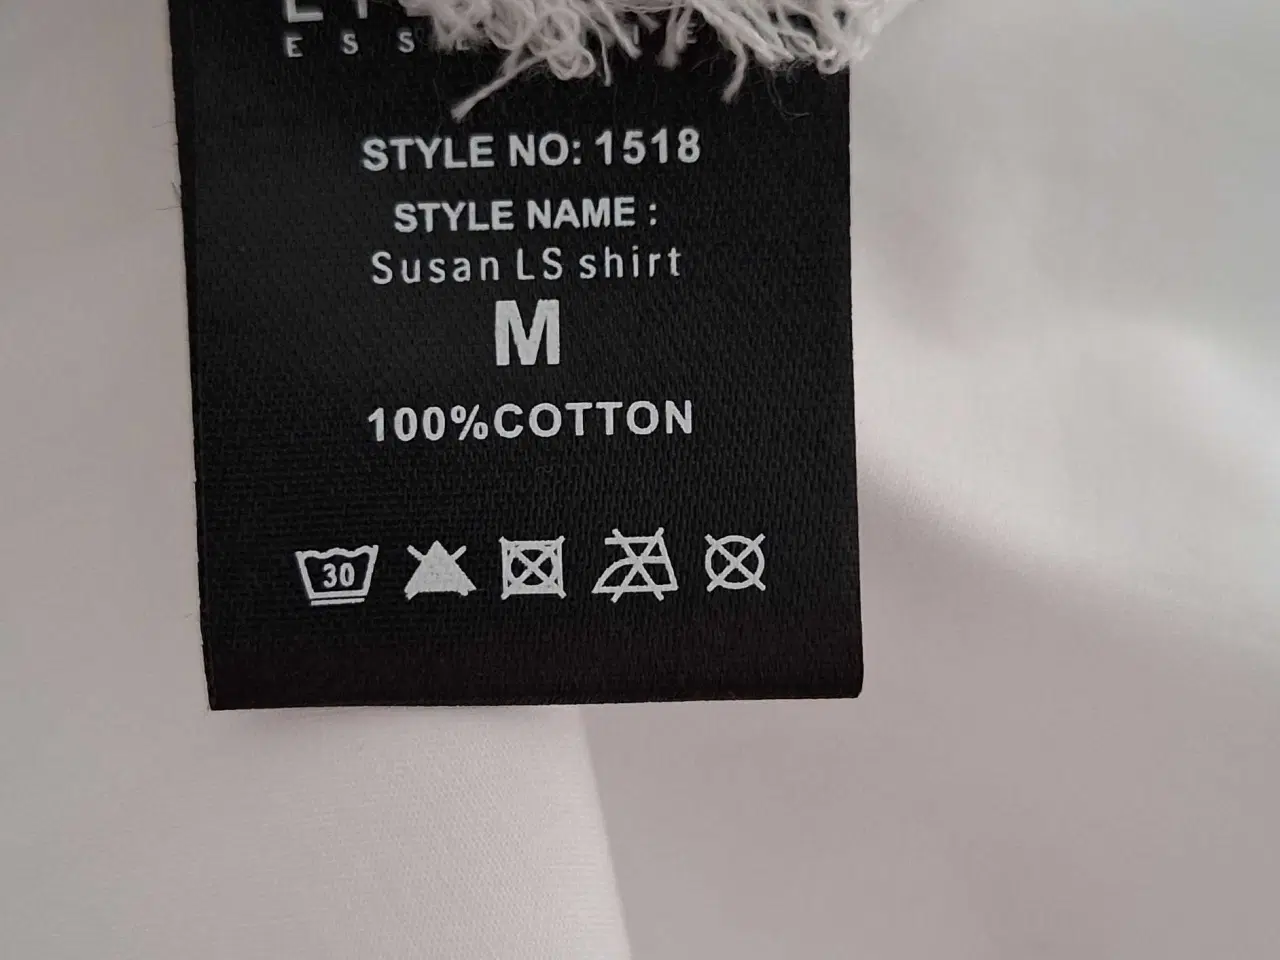 STYLE NO: 1518
STYLE NAME :
Susan LS shirt
M
100%COTTON
30